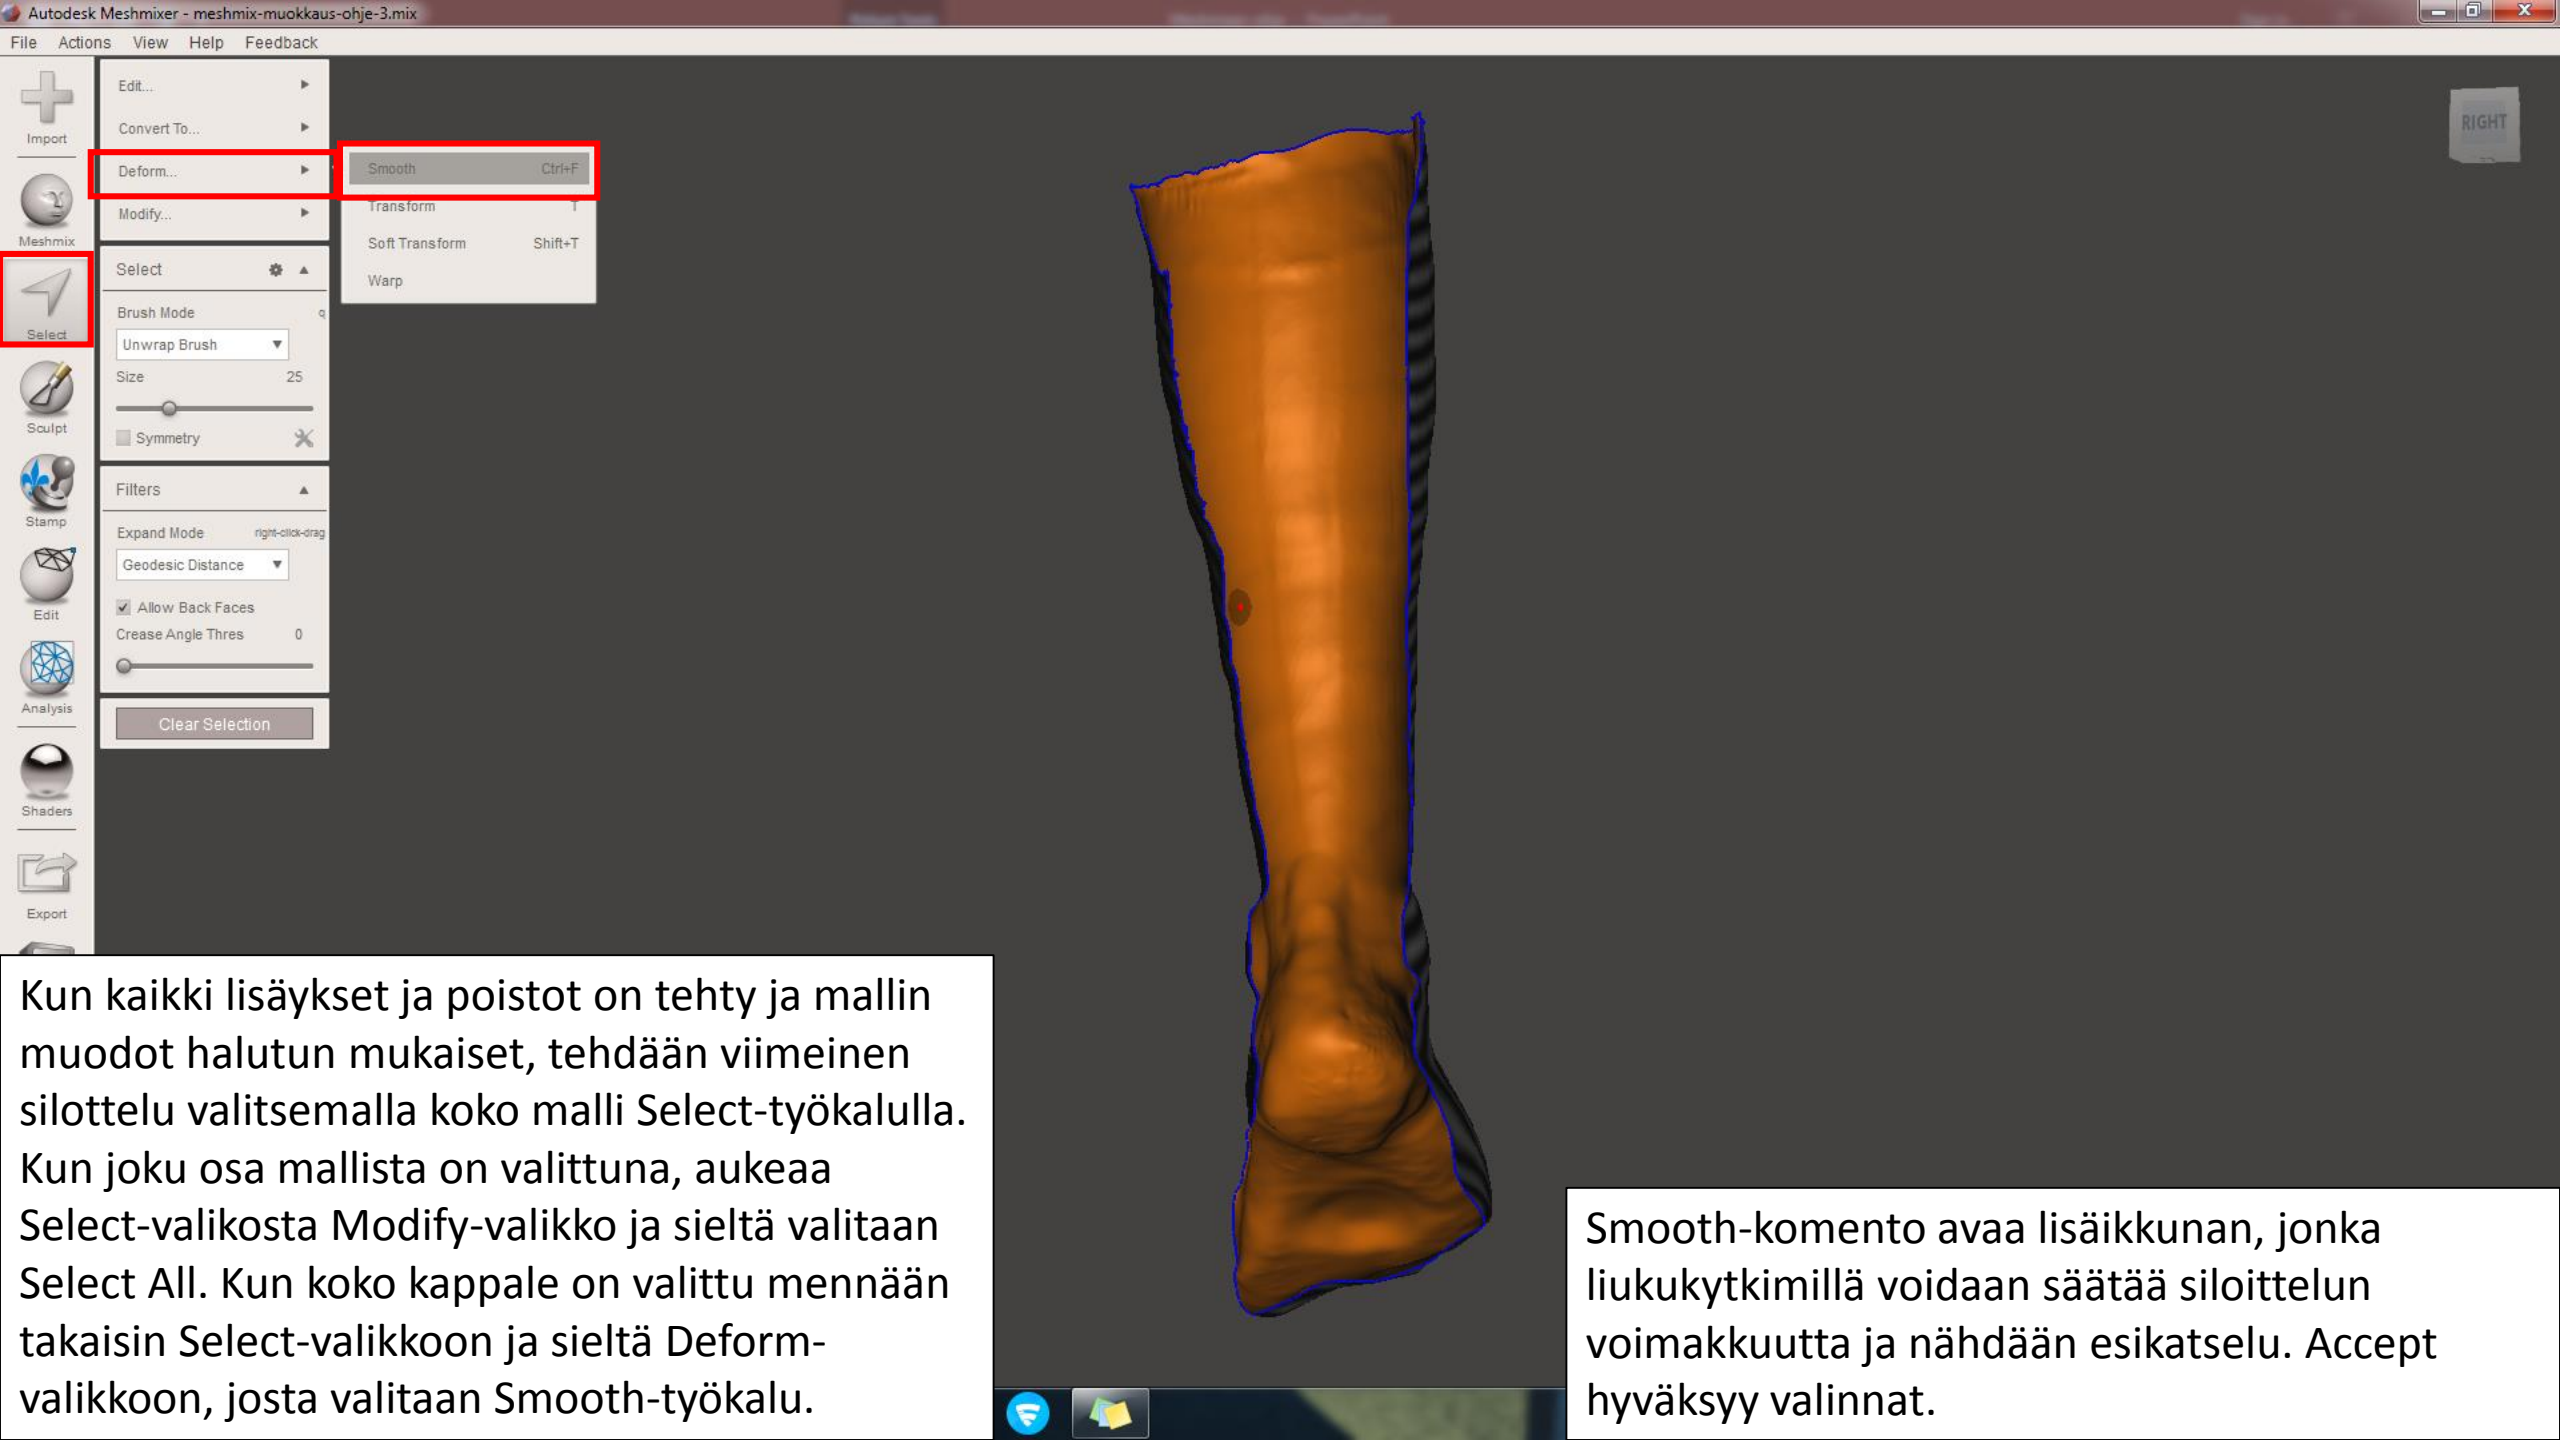 Autodesk Meshmixer - meshmix-muokkaus-ohje-3.mix
File Actions View Help Feedback
Import
Meshmix
Select
Sculpt
Stamp
Edit
Analysis
Shaders
Export
Edit...
Convert To...
Deform...
Modify...
Smooth Ctrl+F
Transform T
Soft Transform Shift+T
Warp
Select
Brush Mode q
Unwrap Brush
Size 25
Symmetry
Filters
Expand Mode right-click-drag
Geodesic Distance
Allow Back Faces
Crease Angle Thres 0
Clear Selection
RIGHT
Kun kaikki lisäykset ja poistot on tehty ja mallin
muodot halutun mukaiset, tehdään viimeinen
silottelu valitsemalla koko malli Select-työkalulla.
Kun joku osa mallista on valittuna, aukeaa
Select-valikosta Modify-valikko ja sieltä valitaan
Select All. Kun koko kappale on valittu mennään
takaisin Select-valikkoon ja sieltä Deform-
valikkoon, josta valitaan Smooth-työkalu.
Smooth-komento avaa lisäikkunan, jonka
liukukytkimillä voidaan säätää siloittelun
voimakkuutta ja nähdään esikatselu. Accept
hyväksyy valinnat.